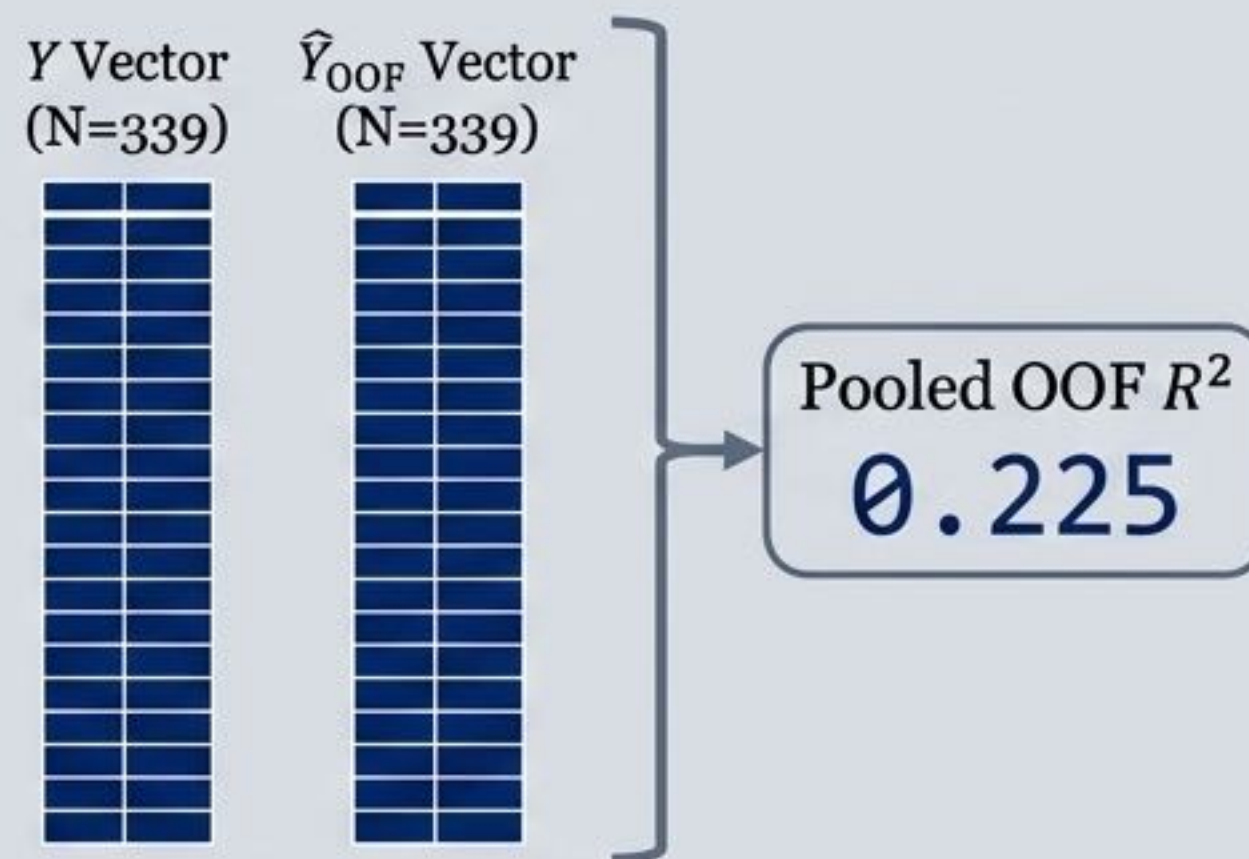 Y Vector
(N=339)
Ŷ_OOF Vector
(N=339)
Pooled OOF R²
0.225